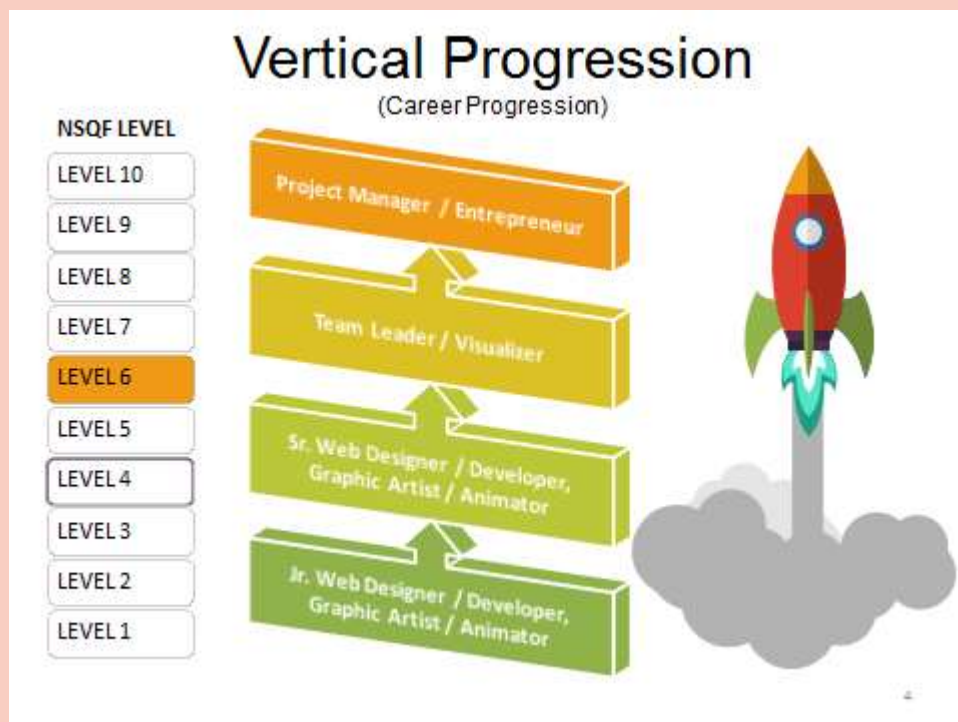 Vertical Progression
(Career Progression)
NSQF LEVEL
LEVEL 10
LEVEL 9
LEVEL 8
LEVEL 7
LEVEL 6
LEVEL 5
LEVEL 4
LEVEL 3
LEVEL 2
LEVEL 1
Project Manager / Entrepreneur
Team Leader / Visualizer
Sr. Web Designer / Developer,
Graphic Artist / Animator
Jr. Web Designer / Developer,
Graphic Artist / Animator
4